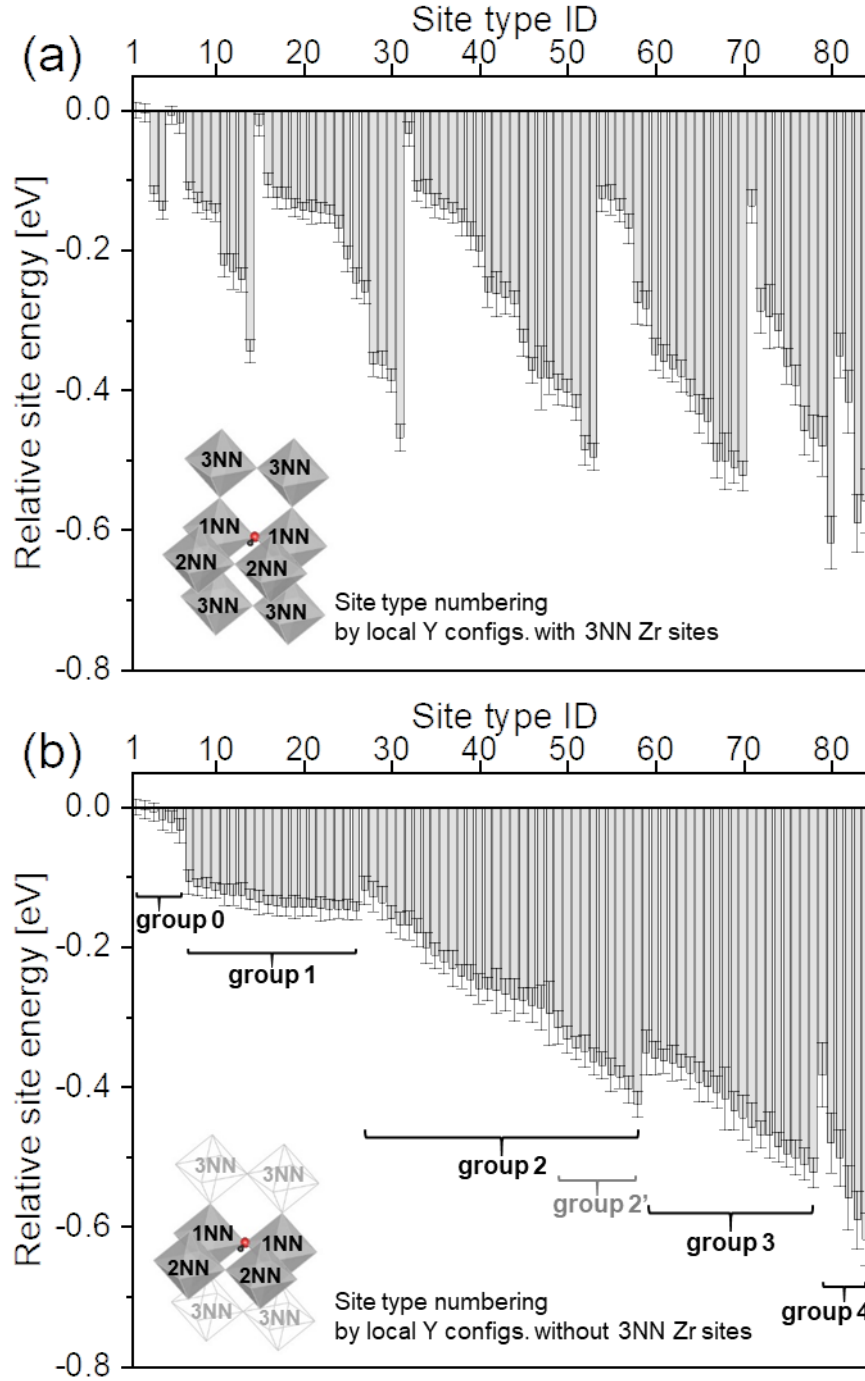 (a)
Site type ID
1 10 20 30 40 50 60 70 80
Relative site energy [eV]
0.0
-0.2
-0.4
-0.6
-0.8
3NN 3NN
1NN 1NN
2NN 2NN
3NN 3NN
Site type numbering
by local Y configs. with 3NN Zr sites
(b)
Site type ID
1 10 20 30 40 50 60 70 80
Relative site energy [eV]
0.0
-0.2
-0.4
-0.6
-0.8
group 0
group 1
group 2
group 2'
group 3
group 4
3NN 3NN
1NN 1NN
2NN 2NN
3NN 3NN
Site type numbering
by local Y configs. without 3NN Zr sites